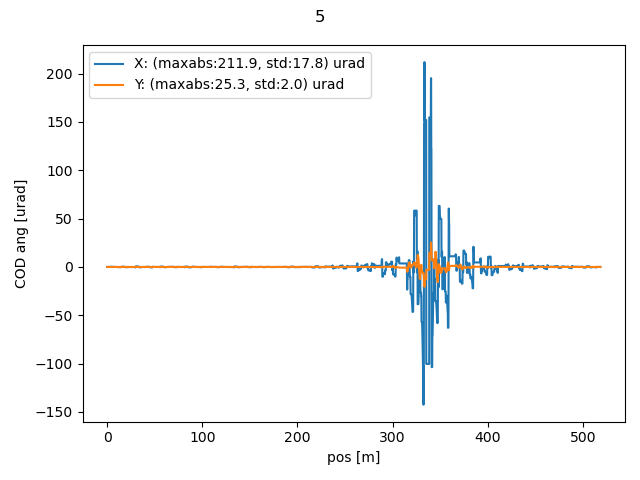 5
X: (maxabs:211.9, std:17.8) urad
Y: (maxabs:25.3, std:2.0) urad
COD ang [urad]
200
150
100
50
0
−50
−100
−150
0 100 200 300 400 500
pos [m]